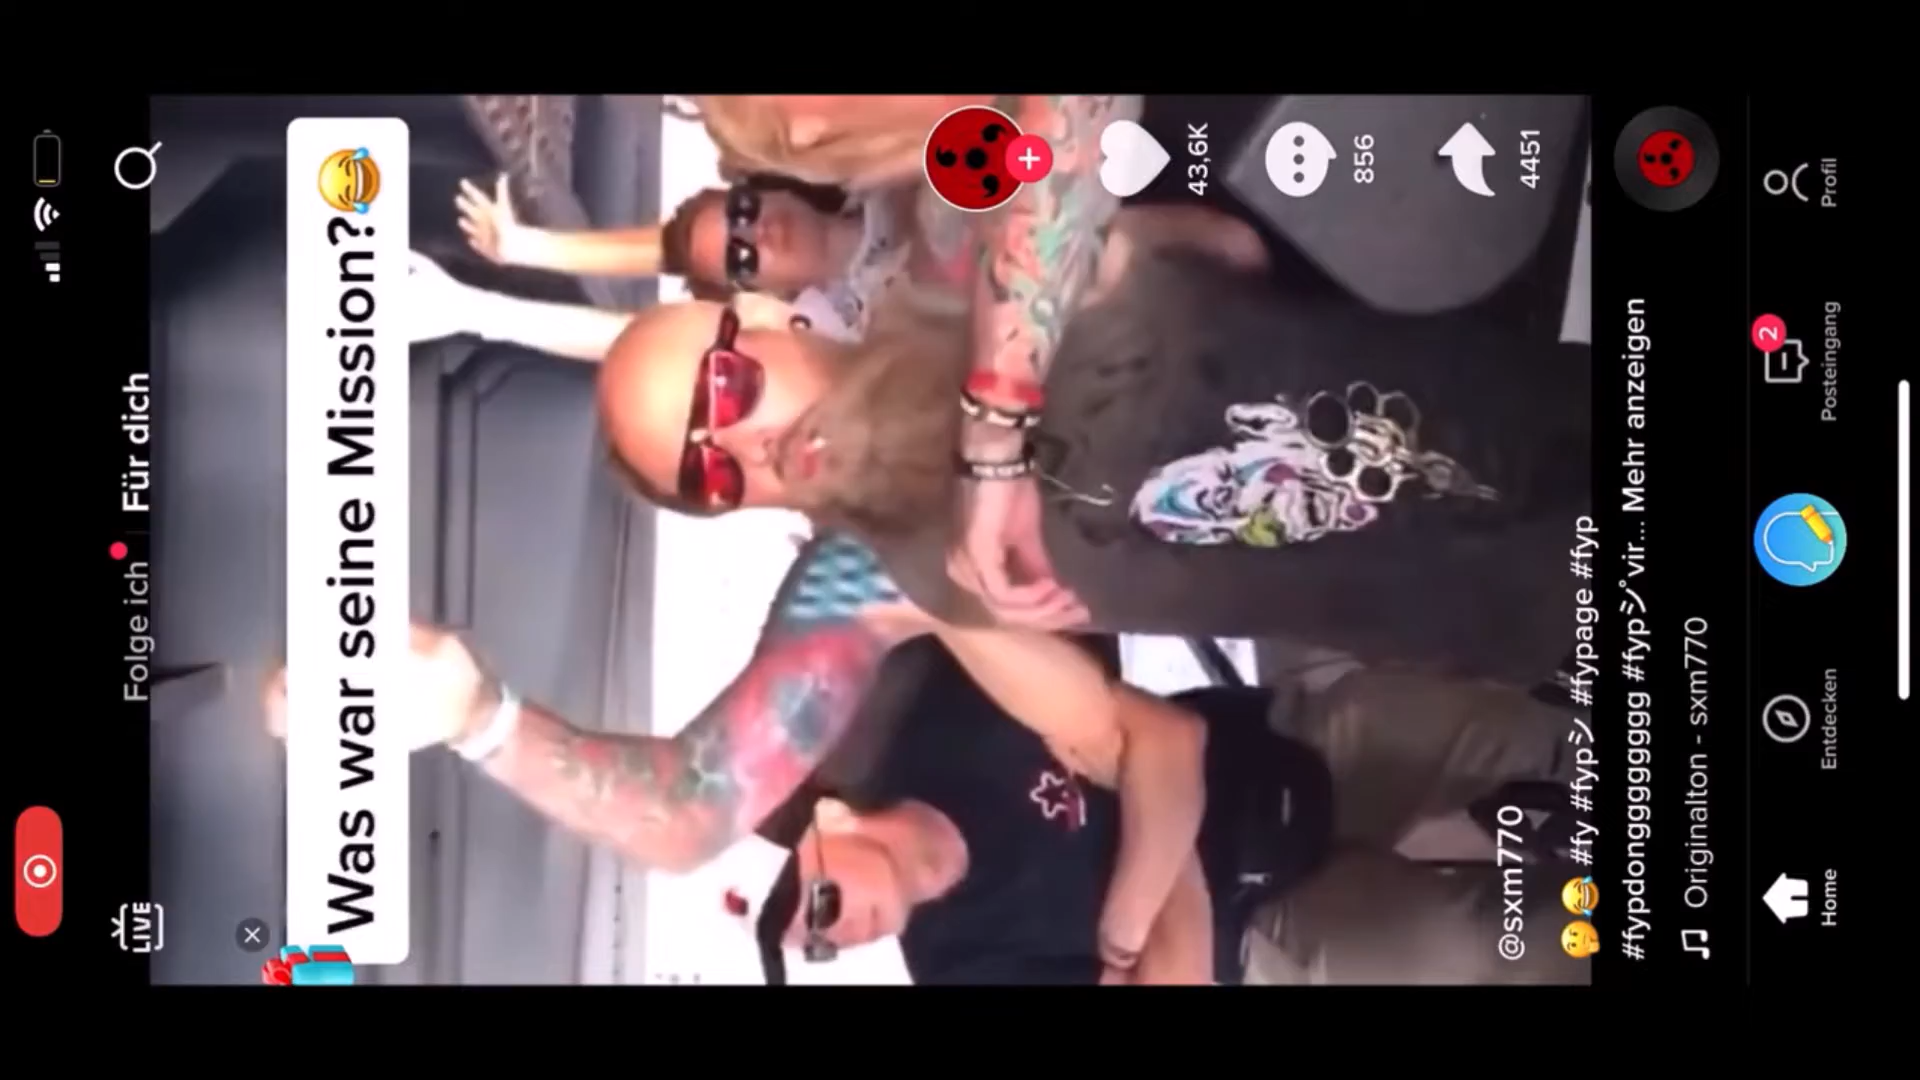 LIVE
Folge ich
Für dich
Was war seine Mission?😂
43,6K
856
4451
@sxm770
🤔😂 #fy #fypシ #fypage #fyp
#fypdongggggggggg #fypシ゚vir... Mehr anzeigen
Originalton - sxm770
Home
Entdecken
2
Posteingang
Profil